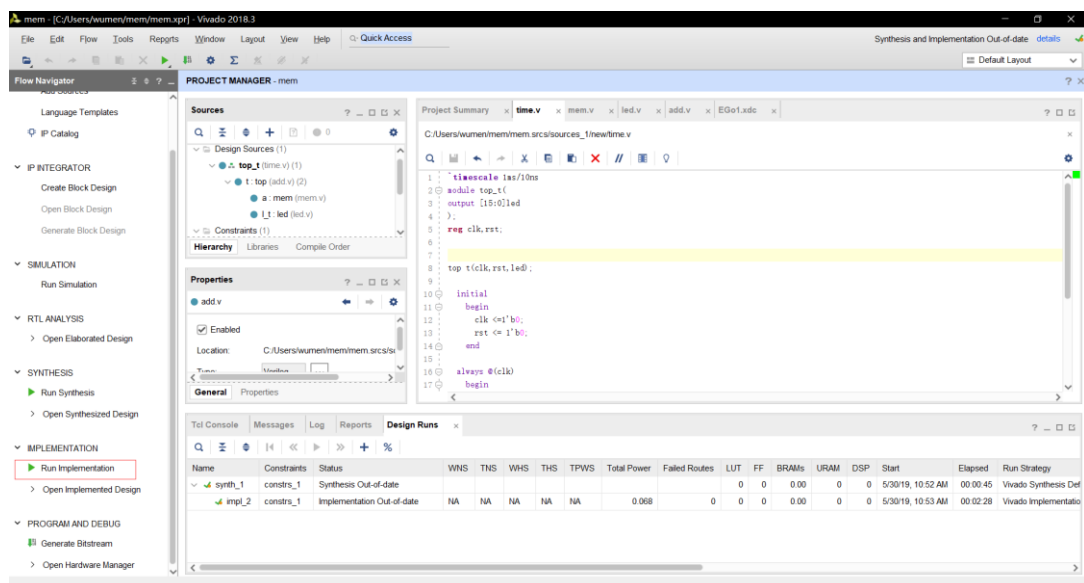 mem - [C:/Users/wumen/mem/mem.xpr] - Vivado 2018.3
File Edit Flow Tools Reports Window Layout View Help Quick Access
Synthesis and Implementation Out-of-date details
Default Layout
Flow Navigator
PROJECT MANAGER - mem
Add Sources
Language Templates
IP Catalog
IP INTEGRATOR
Create Block Design
Open Block Design
Generate Block Design
SIMULATION
Run Simulation
RTL ANALYSIS
Open Elaborated Design
SYNTHESIS
Run Synthesis
Open Synthesized Design
IMPLEMENTATION
Run Implementation
Open Implemented Design
PROGRAM AND DEBUG
Generate Bitstream
Open Hardware Manager
Sources
0
Design Sources (1)
top_t (time.v) (1)
t : top (add.v) (2)
a : mem (mem.v)
l_t : led (led.v)
Constraints (1)
Hierarchy Libraries Compile Order
Properties
add.v
Enabled
Location: C:/Users/wumen/mem/mem.srcs/so
Type: Verilog
General Properties
Project Summary time.v mem.v led.v add.v EGo1.xdc
C:/Users/wumen/mem/mem.srcs/sources_1/new/time.v
1 `timescale 1ms/10ns
2 module top_t(
3 output [15:0]led
4 );
5 reg clk,rst;
6
7
8 top t(clk,rst,led);
9
10 initial
11 begin
12 clk <=1'b0;
13 rst <= 1'b0;
14 end
15
16 always @(clk)
17 begin
Tcl Console Messages Log Reports Design Runs
Name Constraints Status WNS TNS WHS THS TPWS Total Power Failed Routes LUT FF BRAMs URAM DSP Start Elapsed Run Strategy
synth_1 constrs_1 Synthesis Out-of-date 0 0 0.00 0 0 5/30/19, 10:52 AM 00:00:45 Vivado Synthesis Def
impl_2 constrs_1 Implementation Out-of-date NA NA NA NA NA 0.068 0 0 0 0.00 0 0 5/30/19, 10:53 AM 00:02:28 Vivado Implementatio